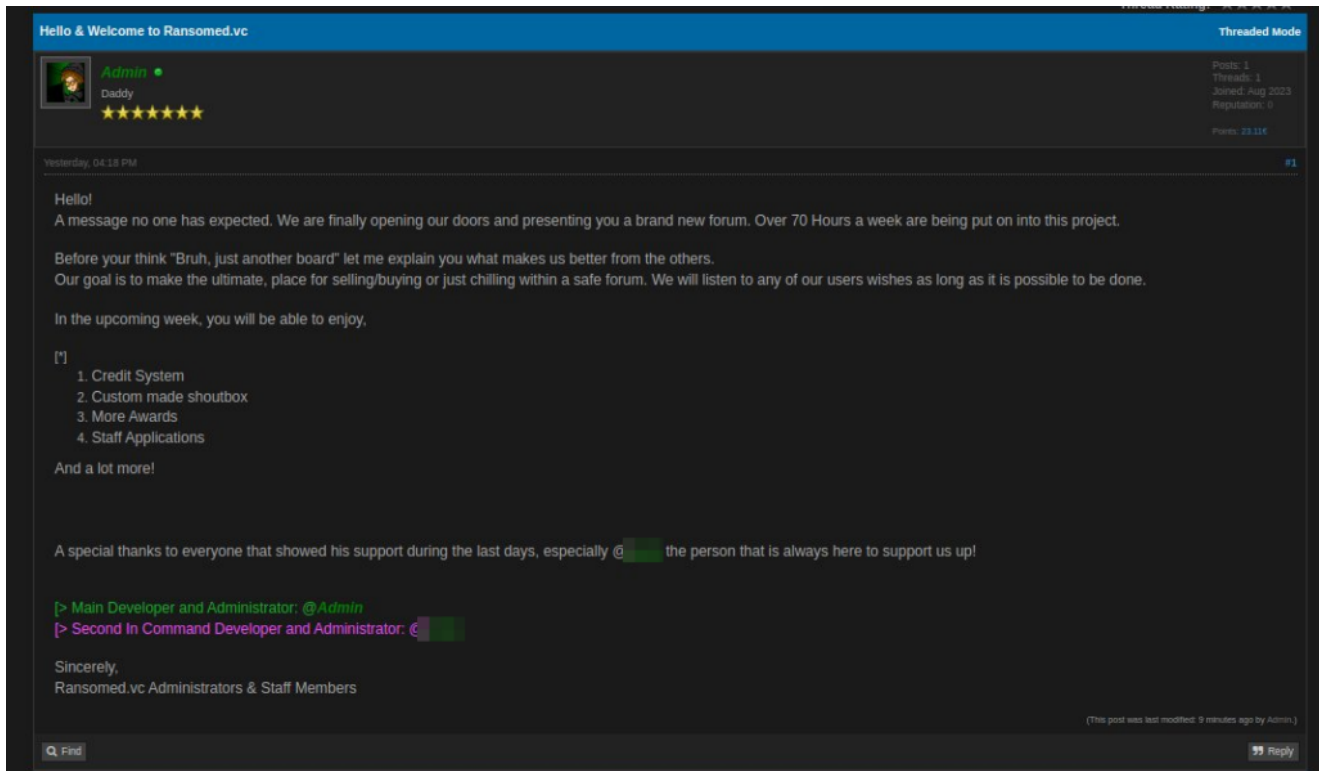 Hello & Welcome to Ransomed.vc
Threaded Mode
Admin
Daddy
Posts: 1
Threads: 1
Joined: Aug 2023
Reputation: 0
Points: 23.11€
Yesterday, 04:18 PM
#1
Hello!
A message no one has expected. We are finally opening our doors and presenting you a brand new forum. Over 70 Hours a week are being put on into this project.
Before your think "Bruh, just another board" let me explain you what makes us better from the others.
Our goal is to make the ultimate, place for selling/buying or just chilling within a safe forum. We will listen to any of our users wishes as long as it is possible to be done.
In the upcoming week, you will be able to enjoy,
[*]
1. Credit System
2. Custom made shoutbox
3. More Awards
4. Staff Applications
And a lot more!
A special thanks to everyone that showed his support during the last days, especially @ the person that is always here to support us up!
[> Main Developer and Administrator: @Admin
[> Second In Command Developer and Administrator: @
Sincerely,
Ransomed.vc Administrators & Staff Members
(This post was last modified: 9 minutes ago by Admin.)
Find
Reply